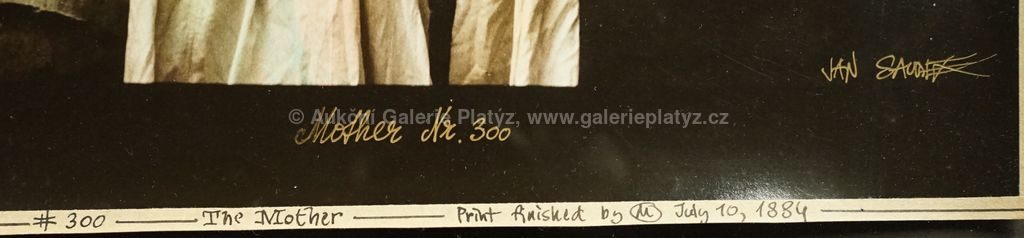 JAN SAUDEK
© Aukční Galerie Platýz, www.galerieplatyz.cz
Mother Nr. 300
# 300 The Mother Print finished by M July 10, 1884